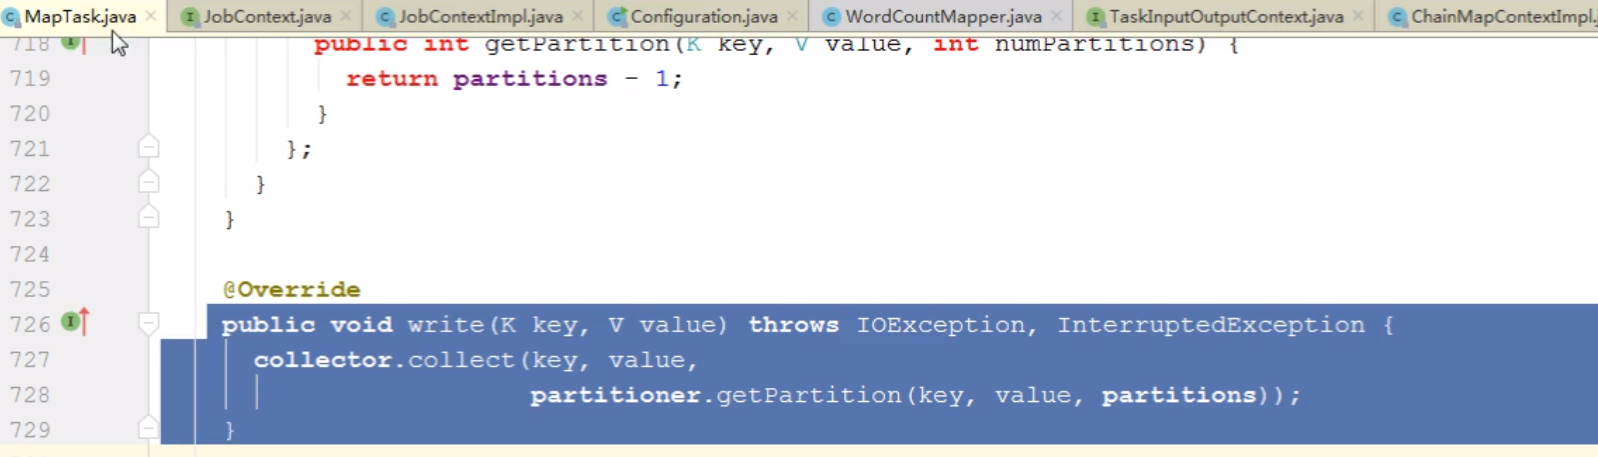 MapTask.java JobContext.java JobContextImpl.java Configuration.java WordCountMapper.java TaskInputOutputContext.java ChainMapContextImpl.
718 public int getPartition(K key, V value, int numPartitions) {
719 return partitions - 1;
720 }
721 };
722 }
723 }
724
725 @Override
726 public void write(K key, V value) throws IOException, InterruptedException {
727 collector.collect(key, value,
728 partitioner.getPartition(key, value, partitions));
729 }